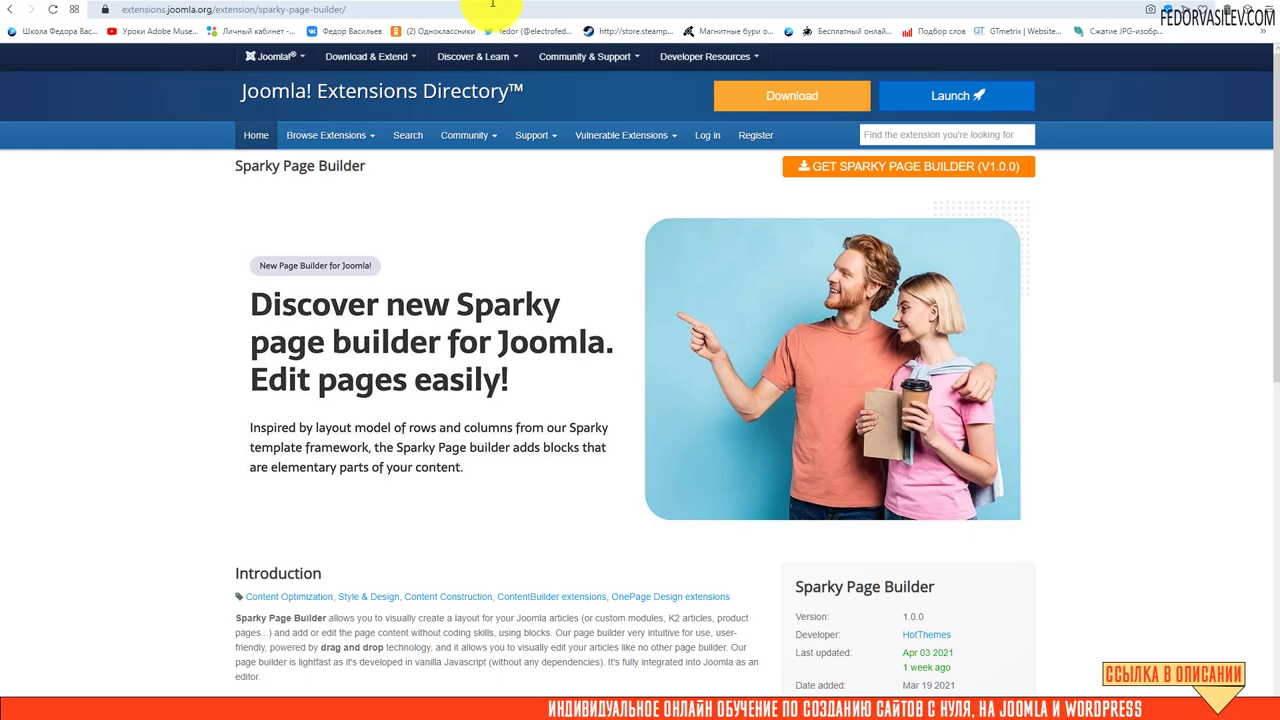 extensions.joomla.org/extension/sparky-page-builder/
FEDORVASILEV.COM
Школа Федора Вас... Уроки Adobe Muse... Личный кабинет -... Федор Васильев (2) Одноклассники fedor (@electrofed... http://store.steamp... Магнитные бури о... Бесплатный онлай... Подбор слов GTmetrix | Website... Сжатие JPG-изобр...
Joomla!® Download & Extend Discover & Learn Community & Support Developer Resources
Joomla! Extensions Directory™ Download Launch
Home Browse Extensions Search Community Support Vulnerable Extensions Log in Register Find the extension you're looking for
Sparky Page Builder GET SPARKY PAGE BUILDER (V1.0.0)
New Page Builder for Joomla!
Discover new Sparky
page builder for Joomla.
Edit pages easily!
Inspired by layout model of rows and columns from our Sparky
template framework, the Sparky Page builder adds blocks that
are elementary parts of your content.
Introduction
Content Optimization, Style & Design, Content Construction, ContentBuilder extensions, OnePage Design extensions
Sparky Page Builder allows you to visually create a layout for your Joomla articles (or custom modules, K2 articles, product
pages...) and add or edit the page content without coding skills, using blocks. Our page builder very intuitive for use, user-
friendly, powered by drag and drop technology, and it allows you to visually edit your articles like no other page builder. Our
page builder is lightfast as it's developed in vanilla Javascript (without any dependencies). It's fully integrated into Joomla as an
editor.
Sparky Page Builder
Version: 1.0.0
Developer: HotThemes
Last updated: Apr 03 2021
1 week ago
Date added: Mar 19 2021
ССЫЛКА В ОПИСАНИИ
ИНДИВИДУАЛЬНОЕ ОНЛАЙН ОБУЧЕНИЕ ПО СОЗДАНИЮ САЙТОВ С НУЛЯ, НА JOOMLA И WORDPRESS